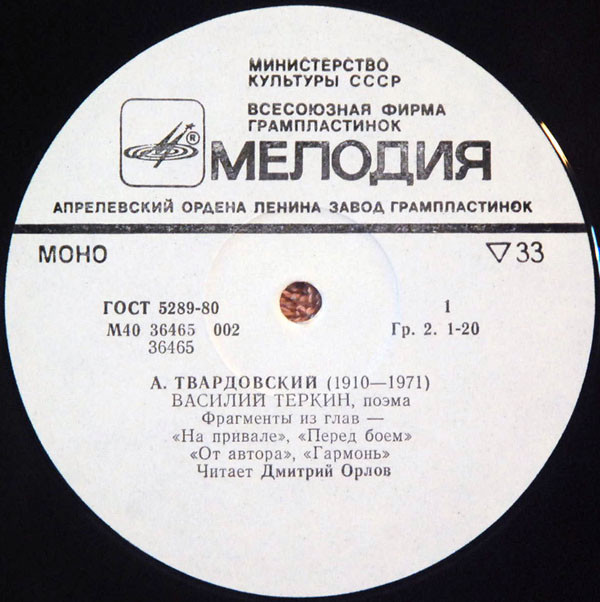 МИНИСТЕРСТВО
КУЛЬТУРЫ СССР
ВСЕСОЮЗНАЯ ФИРМА
ГРАМПЛАСТИНОК
®
МЕЛОДИЯ
АПРЕЛЕВСКИЙ ОРДЕНА ЛЕНИНА ЗАВОД ГРАМПЛАСТИНОК
МОНО ▽33
ГОСТ 5289-80 1
М40 36465 002 Гр. 2. 1-20
36465
А. ТВАРДОВСКИЙ (1910—1971)
ВАСИЛИЙ ТЕРКИН, поэма
Фрагменты из глав —
«На привале», «Перед боем»
«От автора», «Гармонь»
Читает Дмитрий Орлов